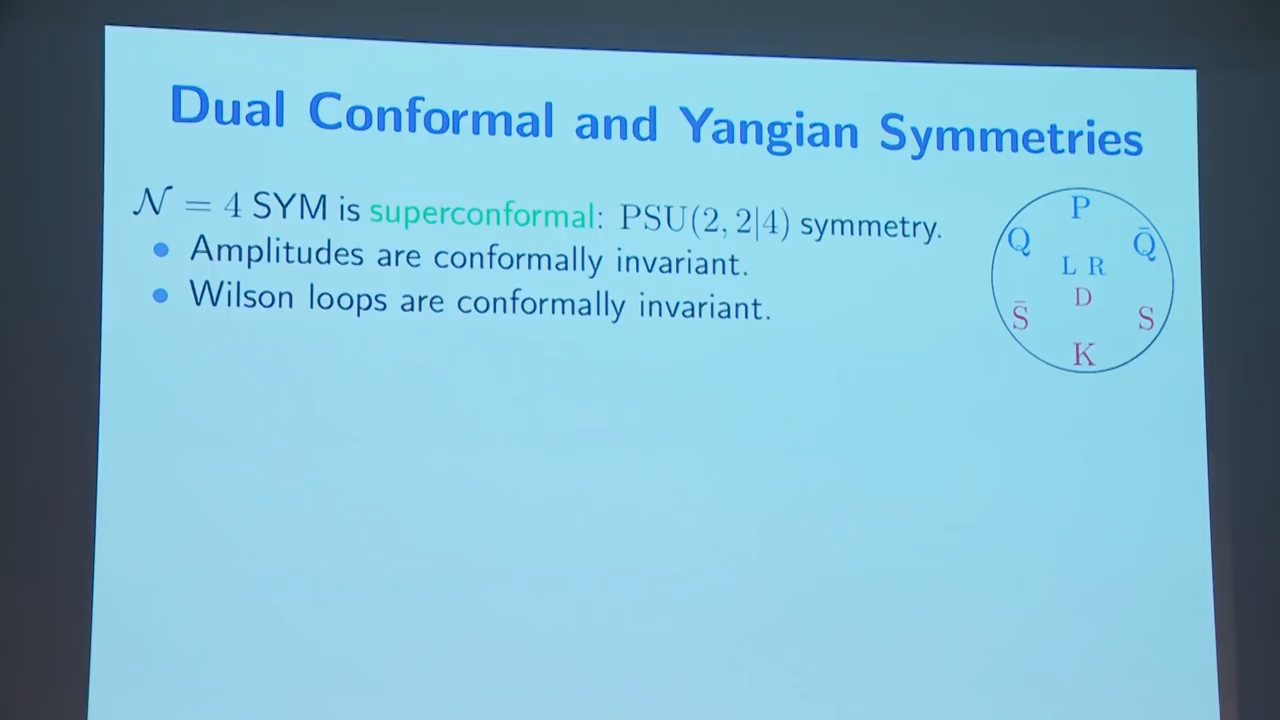 Dual Conformal and Yangian Symmetries
𝒩 = 4 SYM is superconformal: PSU(2, 2|4) symmetry.
• Amplitudes are conformally invariant.
• Wilson loops are conformally invariant.
P
Q Q̄
L R
D
S̄ S
K